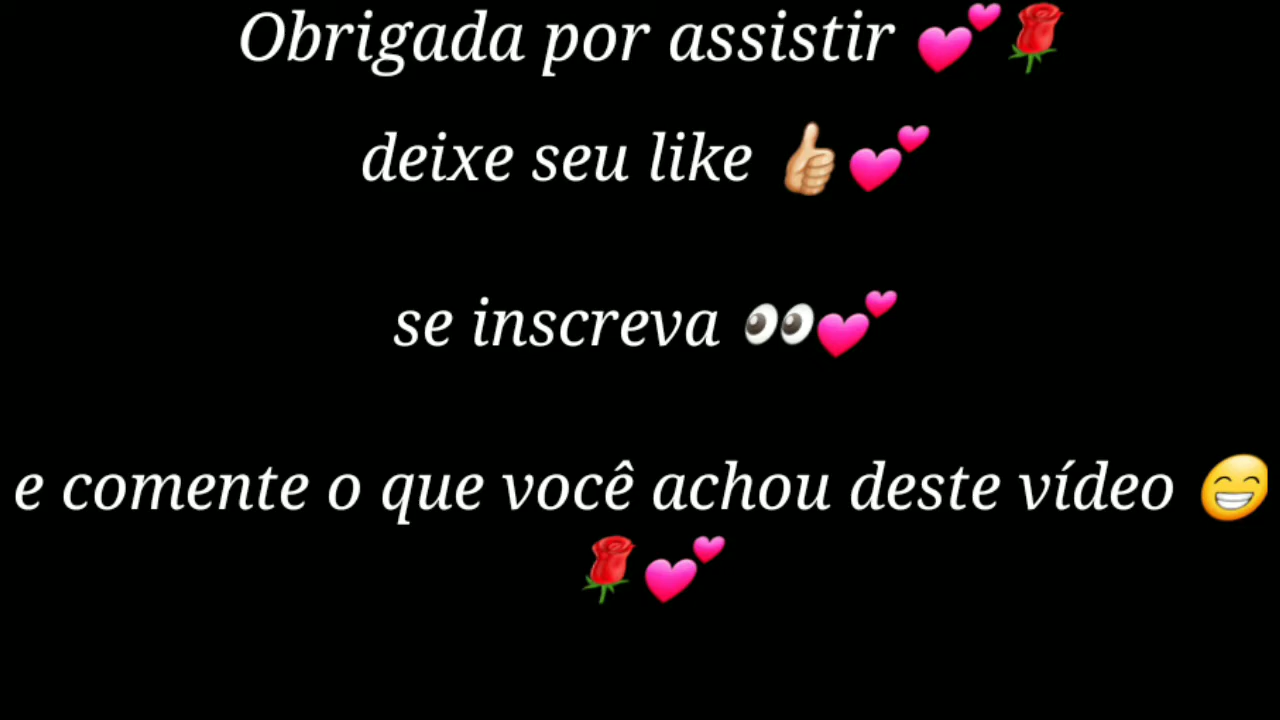 Obrigada por assistir 💕🌹
deixe seu like 👍🏼💕
se inscreva 👀💕
e comente o que você achou deste vídeo 😁
🌹💕